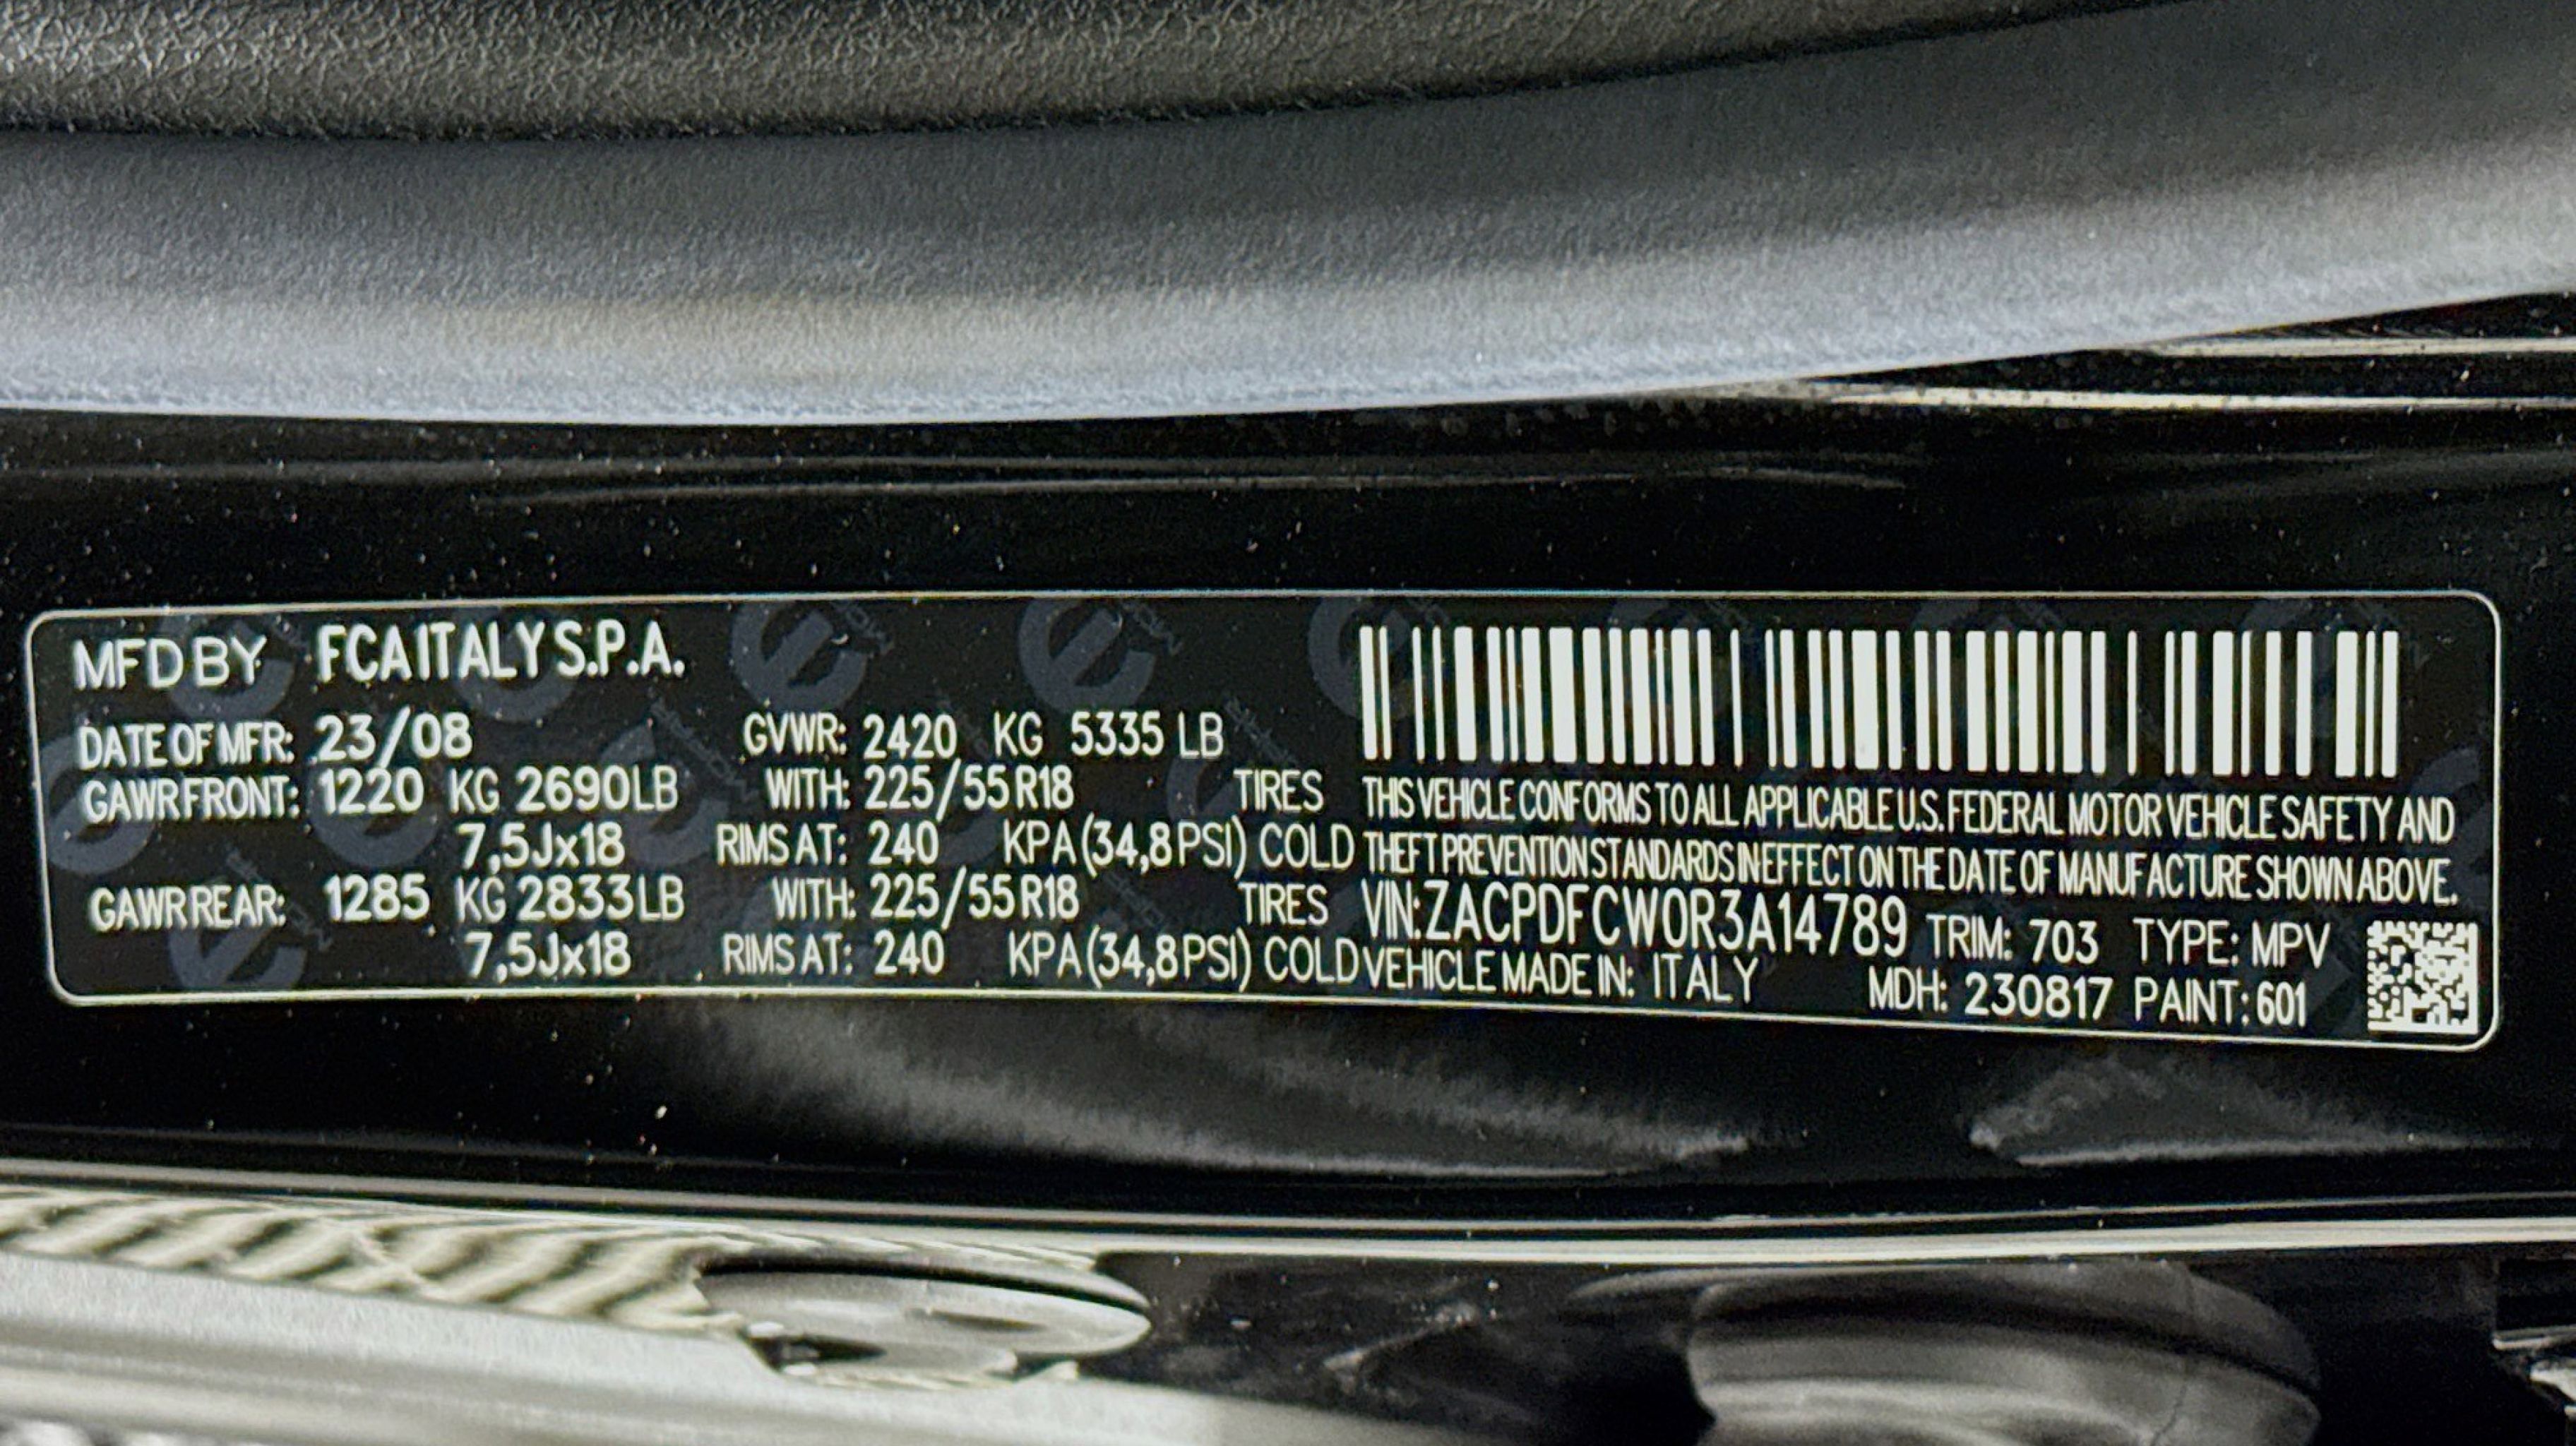 MFD BY FCA ITALY S.P.A.
DATE OF MFR: 23/08 GVWR: 2420 KG 5335 LB
GAWR FRONT: 1220 KG 2690 LB WITH: 225/55 R18 TIRES
7,5Jx18 RIMS AT: 240 KPA (34,8 PSI) COLD
GAWR REAR: 1285 KG 2833 LB WITH: 225/55 R18 TIRES
7,5Jx18 RIMS AT: 240 KPA (34,8 PSI) COLD
THIS VEHICLE CONFORMS TO ALL APPLICABLE U.S. FEDERAL MOTOR VEHICLE SAFETY AND
THEFT PREVENTION STANDARDS IN EFFECT ON THE DATE OF MANUFACTURE SHOWN ABOVE.
VIN: ZACPDFCW0R3A14789 TRIM: 703 TYPE: MPV
VEHICLE MADE IN: ITALY MDH: 230817 PAINT: 601